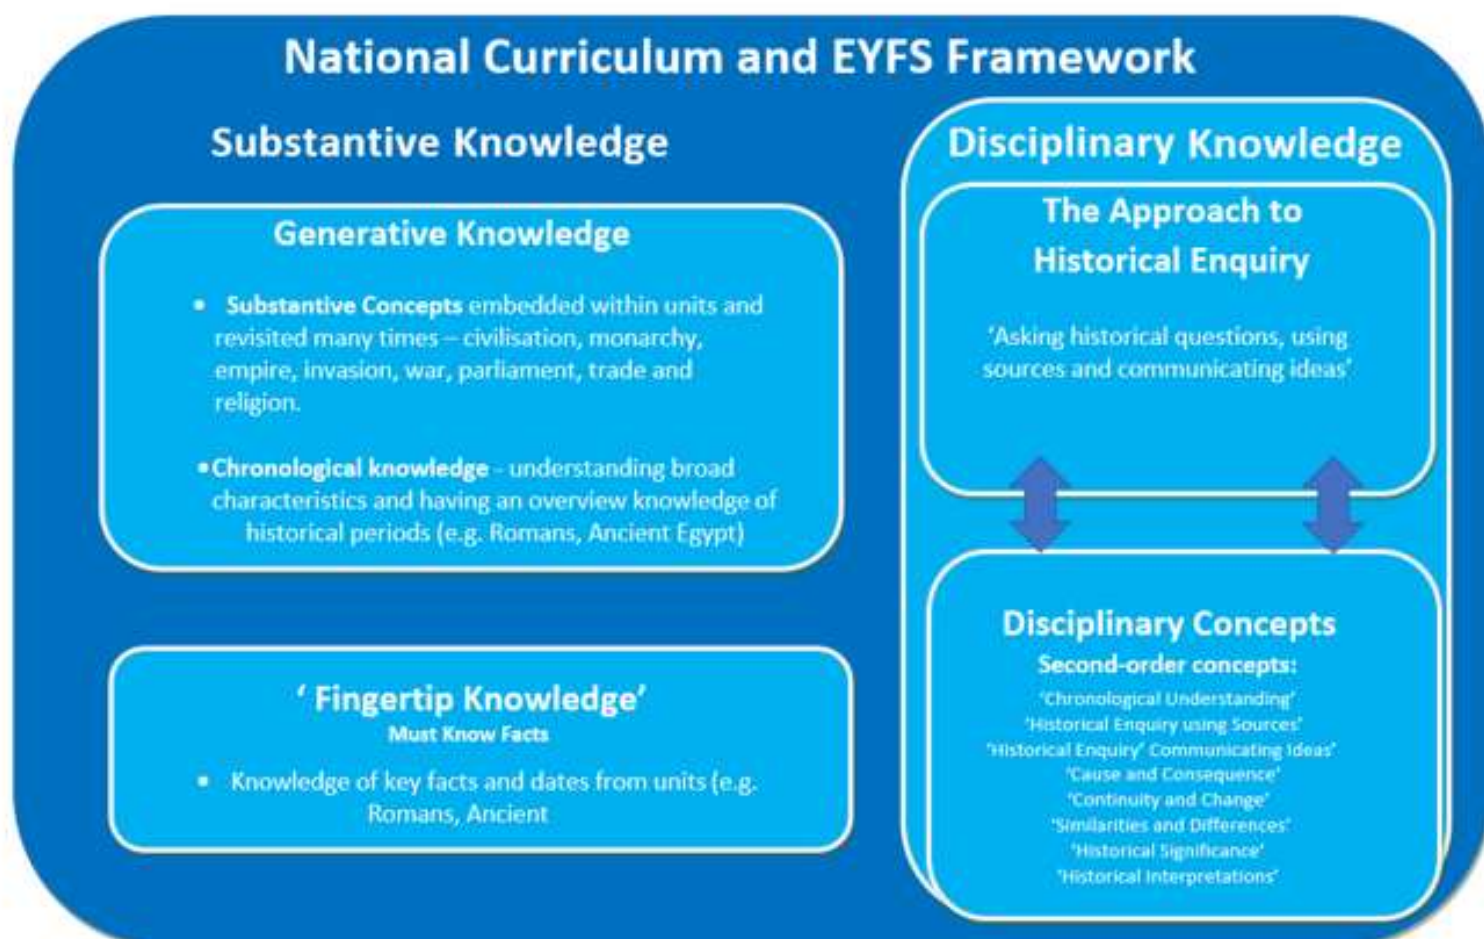 National Curriculum and EYFS Framework
Substantive Knowledge
Generative Knowledge
• Substantive Concepts embedded within units and
revisited many times – civilisation, monarchy,
empire, invasion, war, parliament, trade and
religion.
•Chronological knowledge - understanding broad
characteristics and having an overview knowledge of
historical periods (e.g. Romans, Ancient Egypt)
‘ Fingertip Knowledge’
Must Know Facts
• Knowledge of key facts and dates from units (e.g.
Romans, Ancient
Disciplinary Knowledge
The Approach to
Historical Enquiry
‘Asking historical questions, using
sources and communicating ideas’
Disciplinary Concepts
Second-order concepts:
‘Chronological Understanding’
‘Historical Enquiry using Sources’
‘Historical Enquiry’ Communicating Ideas’
‘Cause and Consequence’
‘Continuity and Change’
‘Similarities and Differences’
‘Historical Significance’
‘Historical Interpretations’